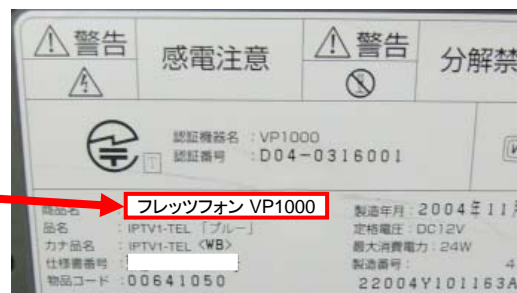 警告
感電注意
警告
分解禁
認証機器名 : VP1000
T 認証番号 : D04-0316001
商品名 : フレッツフォン VP1000
品名 : IPTV1-TEL「ブルー」
カナ品名 : IPTV1-TEL <WB>
仕様書番号 :
物品コード : 00641050
製造年月 : 2004年11月
定格電圧 : DC12V
最大消費電力 : 24W
製造番号 : 4
22004Y101163A